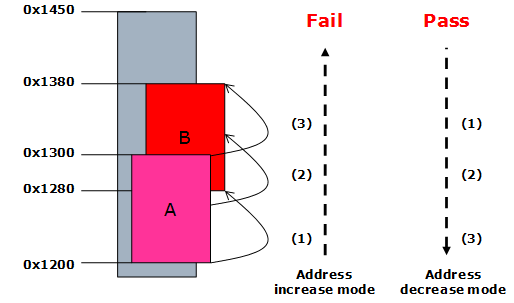 0x1450
Fail
Pass
0x1380
B
(3)
(1)
0x1300
(2)
(2)
0x1280
A
(1)
(3)
0x1200
Address
increase mode
Address
decrease mode